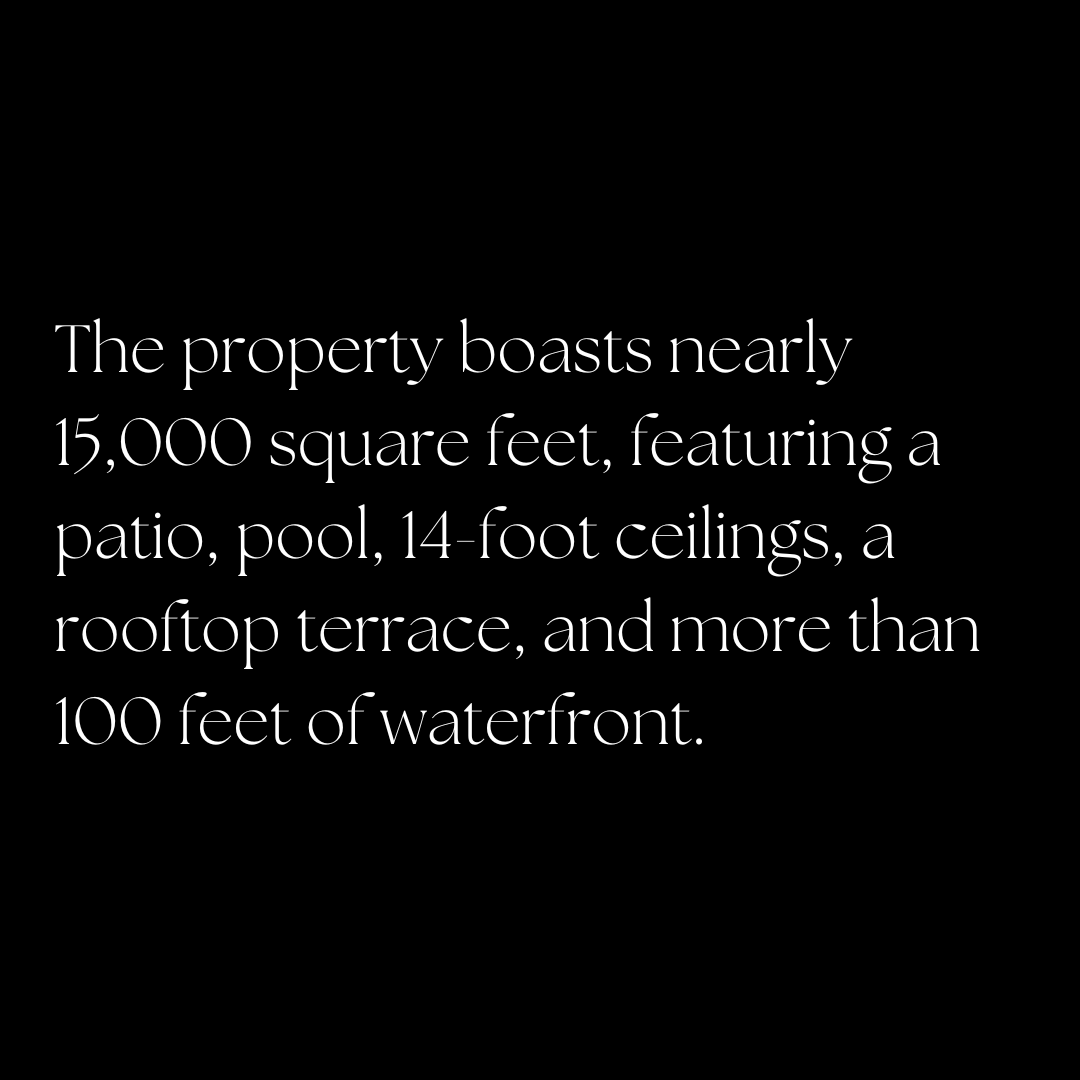 The property boasts nearly
15,000 square feet, featuring a
patio, pool, 14-foot ceilings, a
rooftop terrace, and more than
100 feet of waterfront.